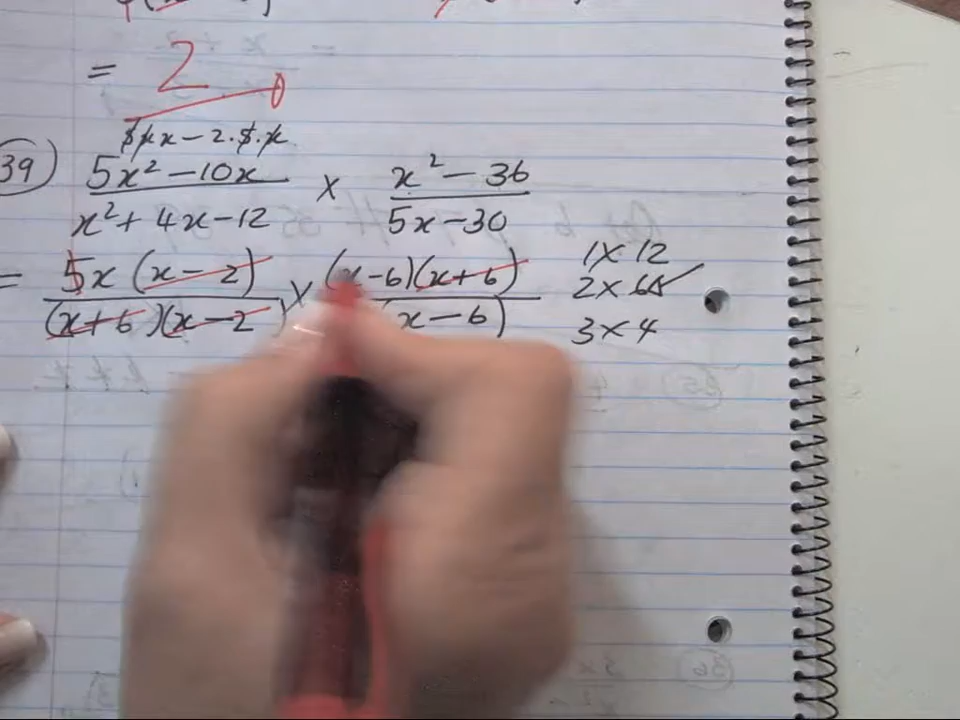 = 2
5xx-2.5.x
39) 5x² - 10x / x² + 4x - 12 × x² - 36 / 5x - 30
= 5x (x - 2) / (x + 6)(x - 2) × (x - 6)(x + 6) / (x - 6)
1 x 12
2 x 6
3 x 4